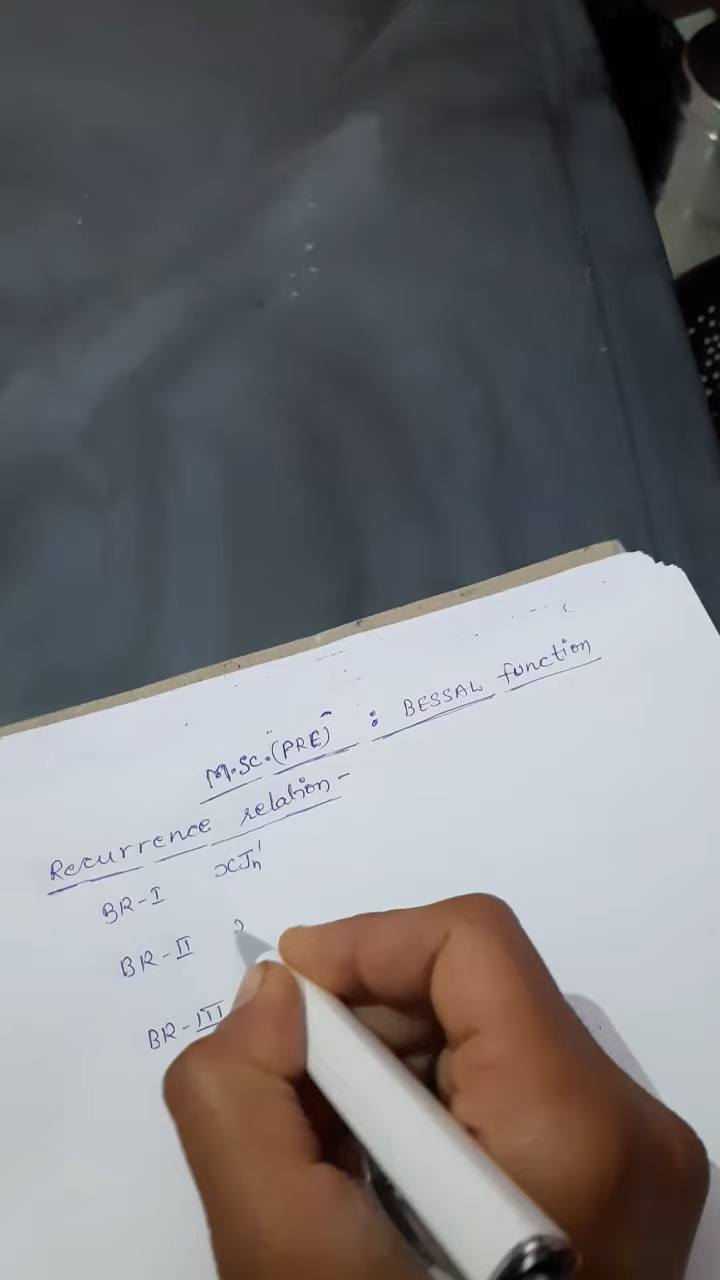 M.Sc.(PRE) : BESSAL function
Recurrence relation-
BR-I xJn'
BR-II
BR-III